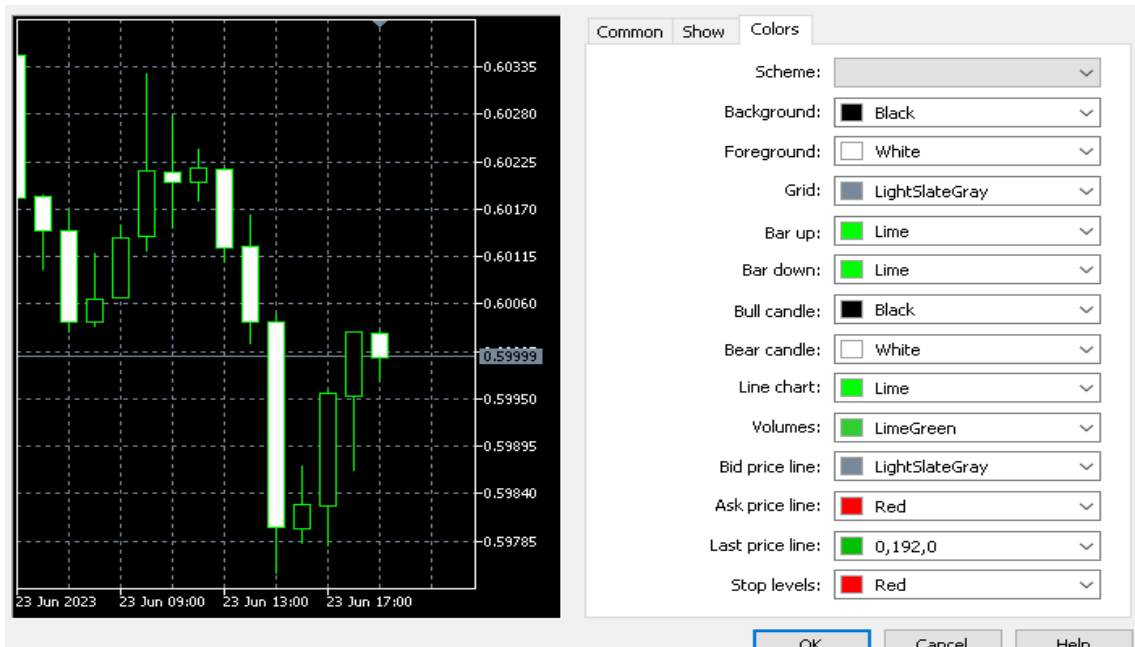 0.60335
0.60280
0.60225
0.60170
0.60115
0.60060
0.59999
0.59950
0.59895
0.59840
0.59785
23 Jun 2023 23 Jun 09:00 23 Jun 13:00 23 Jun 17:00
Common Show Colors
Scheme:
Background: Black
Foreground: White
Grid: LightSlateGray
Bar up: Lime
Bar down: Lime
Bull candle: Black
Bear candle: White
Line chart: Lime
Volumes: LimeGreen
Bid price line: LightSlateGray
Ask price line: Red
Last price line: 0,192,0
Stop levels: Red
OK Cancel Help